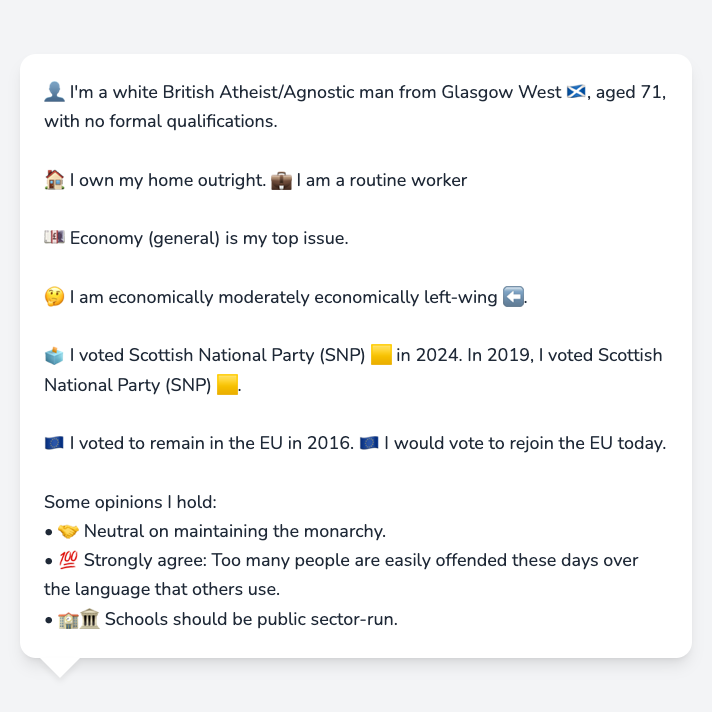 👤 I'm a white British Atheist/Agnostic man from Glasgow West 🏴󠁧󠁢󠁳󠁣󠁴󠁿, aged 71,
with no formal qualifications.
🏠 I own my home outright. 💼 I am a routine worker
💷 Economy (general) is my top issue.
🤔 I am economically moderately economically left-wing ⬅️.
🗳️ I voted Scottish National Party (SNP) 🟨 in 2024. In 2019, I voted Scottish
National Party (SNP) 🟨.
🇪🇺 I voted to remain in the EU in 2016. 🇪🇺 I would vote to rejoin the EU today.
Some opinions I hold:
• 🤝 Neutral on maintaining the monarchy.
• 💯 Strongly agree: Too many people are easily offended these days over
the language that others use.
• 🏫🏛️ Schools should be public sector-run.